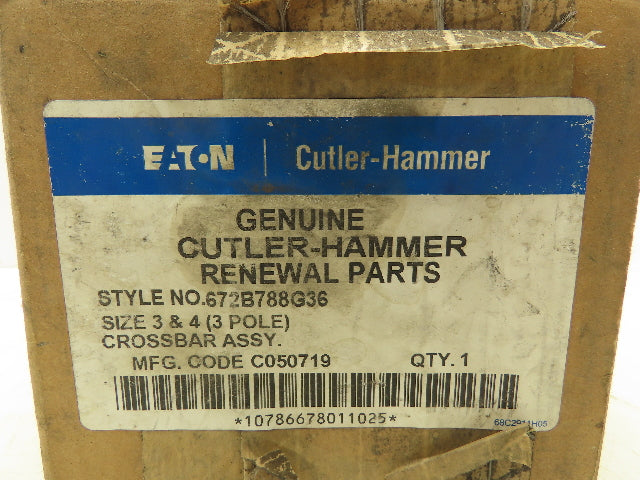 EATON | Cutler-Hammer
GENUINE
CUTLER-HAMMER
RENEWAL PARTS
STYLE NO.672B788G36
SIZE 3 & 4 (3 POLE)
CROSSBAR ASSY.
MFG. CODE C050719 QTY. 1
*10786678011025*